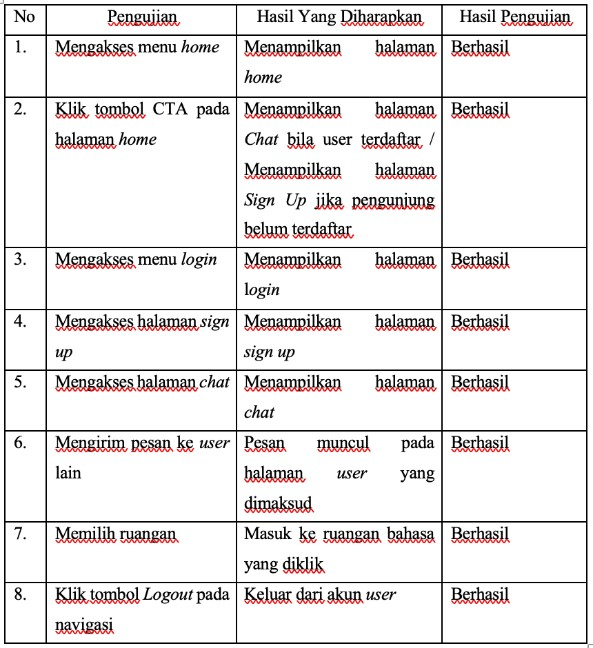 No Pengujian Hasil Yang Diharapkan Hasil Pengujian
1. Mengakses menu home Menampilkan halaman Berhasil
home
2. Klik tombol CTA pada Menampilkan halaman Berhasil
halaman home Chat bila user terdaftar /
Menampilkan halaman
Sign Up jika pengunjung
belum terdaftar
3. Mengakses menu login Menampilkan halaman Berhasil
login
4. Mengakses halaman sign Menampilkan halaman Berhasil
up sign up
5. Mengakses halaman chat Menampilkan halaman Berhasil
chat
6. Mengirim pesan ke user Pesan muncul pada Berhasil
lain halaman user yang
dimaksud
7. Memilih ruangan Masuk ke ruangan bahasa Berhasil
yang diklik
8. Klik tombol Logout pada Keluar dari akun user Berhasil
navigasi